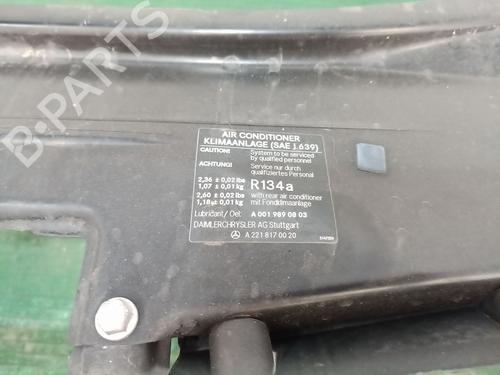 AIR CONDITIONER
KLIMAANLAGE (SAE J.639)
CAUTION! System to be serviced
by qualified personnel
ACHTUNG! Service nur durch
qualifiziertes Personal
2,36 ± 0,02 lbs
1,07 ± 0,01 kg R134a
2,60 ± 0,02 lbs with rear air conditioner
1,18 ± 0,01 kg mit Fondklimaanlage
Lubricant/ Oel: A 001 989 08 03
DAIMLERCHRYSLER AG Stuttgart
A 221 817 00 20